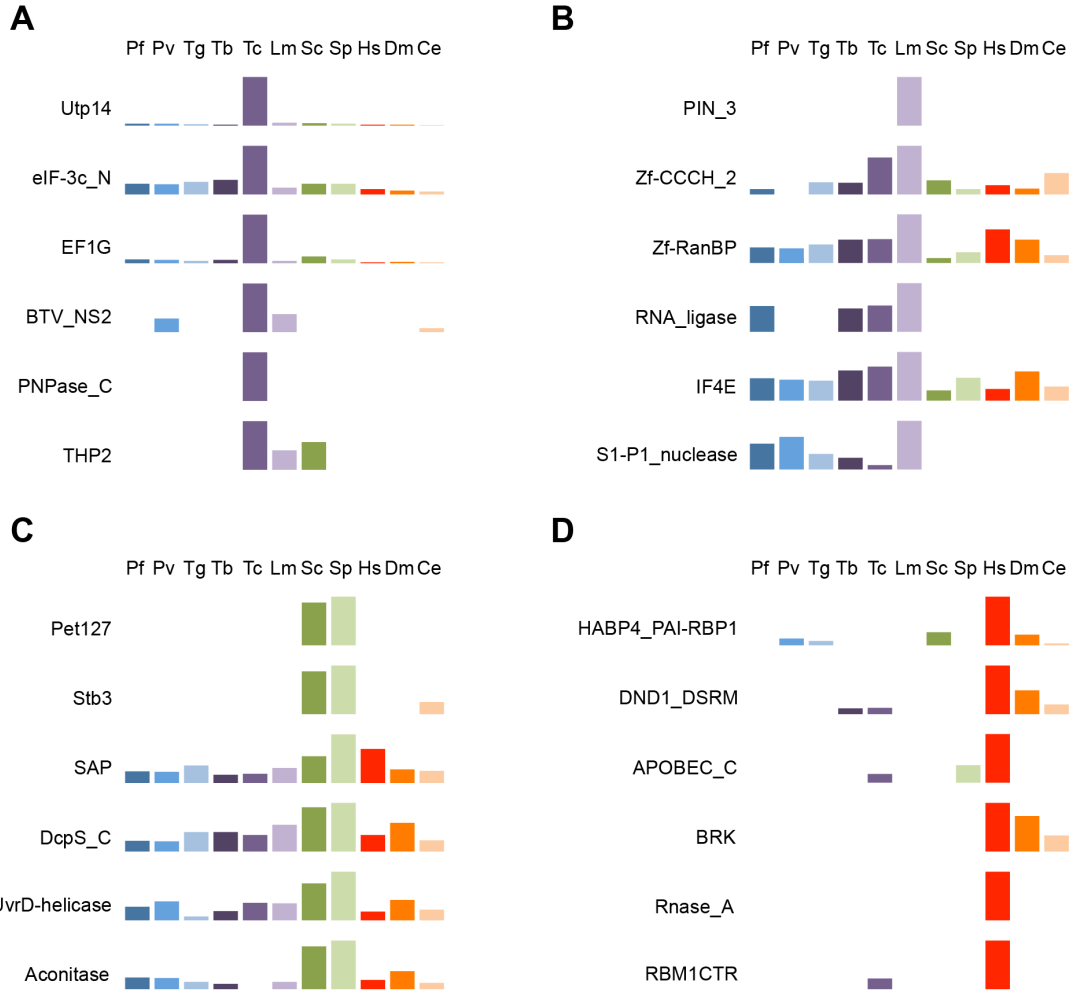 A
Pf Pv Tg Tb Tc Lm Sc Sp Hs Dm Ce
Utp14
eIF-3c_N
EF1G
BTV_NS2
PNPase_C
THP2
B
Pf Pv Tg Tb Tc Lm Sc Sp Hs Dm Ce
PIN_3
Zf-CCCH_2
Zf-RanBP
RNA_ligase
IF4E
S1-P1_nuclease
C
Pf Pv Tg Tb Tc Lm Sc Sp Hs Dm Ce
Pet127
Stb3
SAP
DcpS_C
UvrD-helicase
Aconitase
D
Pf Pv Tg Tb Tc Lm Sc Sp Hs Dm Ce
HABP4_PAI-RBP1
DND1_DSRM
APOBEC_C
BRK
Rnase_A
RBM1CTR